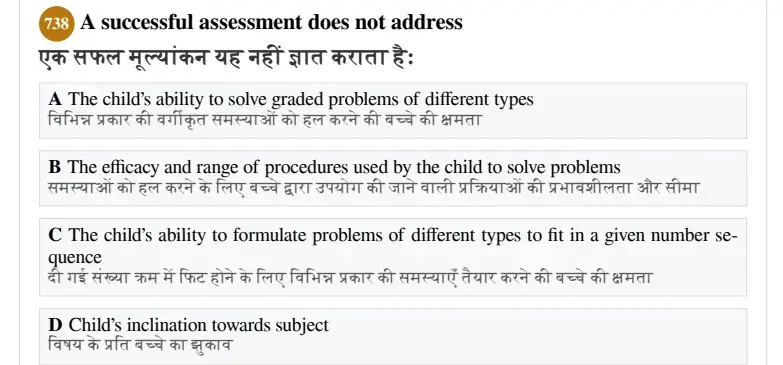 738 A successful assessment does not address
एक सफल मूल्यांकन यह नहीं ज्ञात कराता है:
A The child's ability to solve graded problems of different types
विभिन्न प्रकार की वर्गीकृत समस्याओं को हल करने की बच्चे की क्षमता
B The efficacy and range of procedures used by the child to solve problems
समस्याओं को हल करने के लिए बच्चे द्वारा उपयोग की जाने वाली प्रक्रियाओं की प्रभावशीलता और सीमा
C The child's ability to formulate problems of different types to fit in a given number se-
quence
दी गई संख्या क्रम में फिट होने के लिए विभिन्न प्रकार की समस्याएँ तैयार करने की बच्चे की क्षमता
D Child's inclination towards subject
विषय के प्रति बच्चे का झुकाव